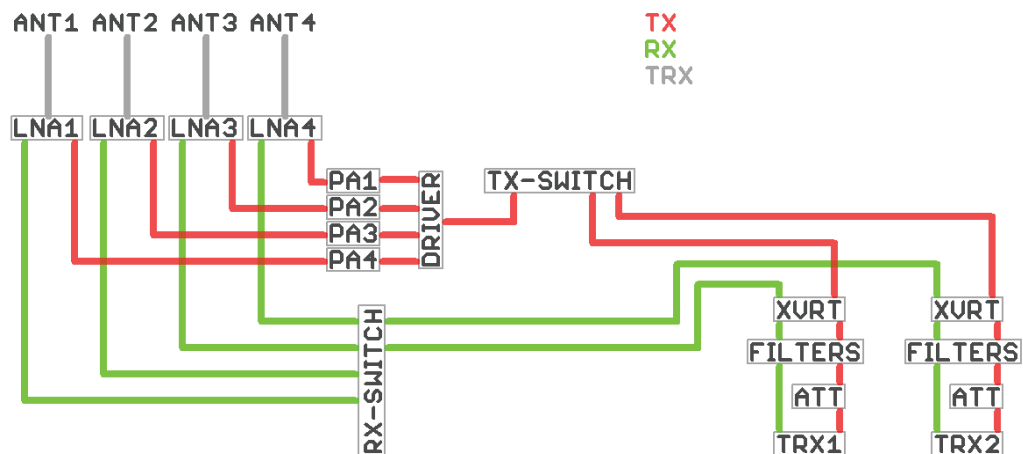 ANT1 ANT2 ANT3 ANT4
TX
RX
TRX
LNA1 LNA2 LNA3 LNA4
PA1
PA2
PA3
PA4
DRIVER
TX-SWITCH
RX-SWITCH
XVRT XVRT
FILTERS FILTERS
ATT ATT
TRX1 TRX2